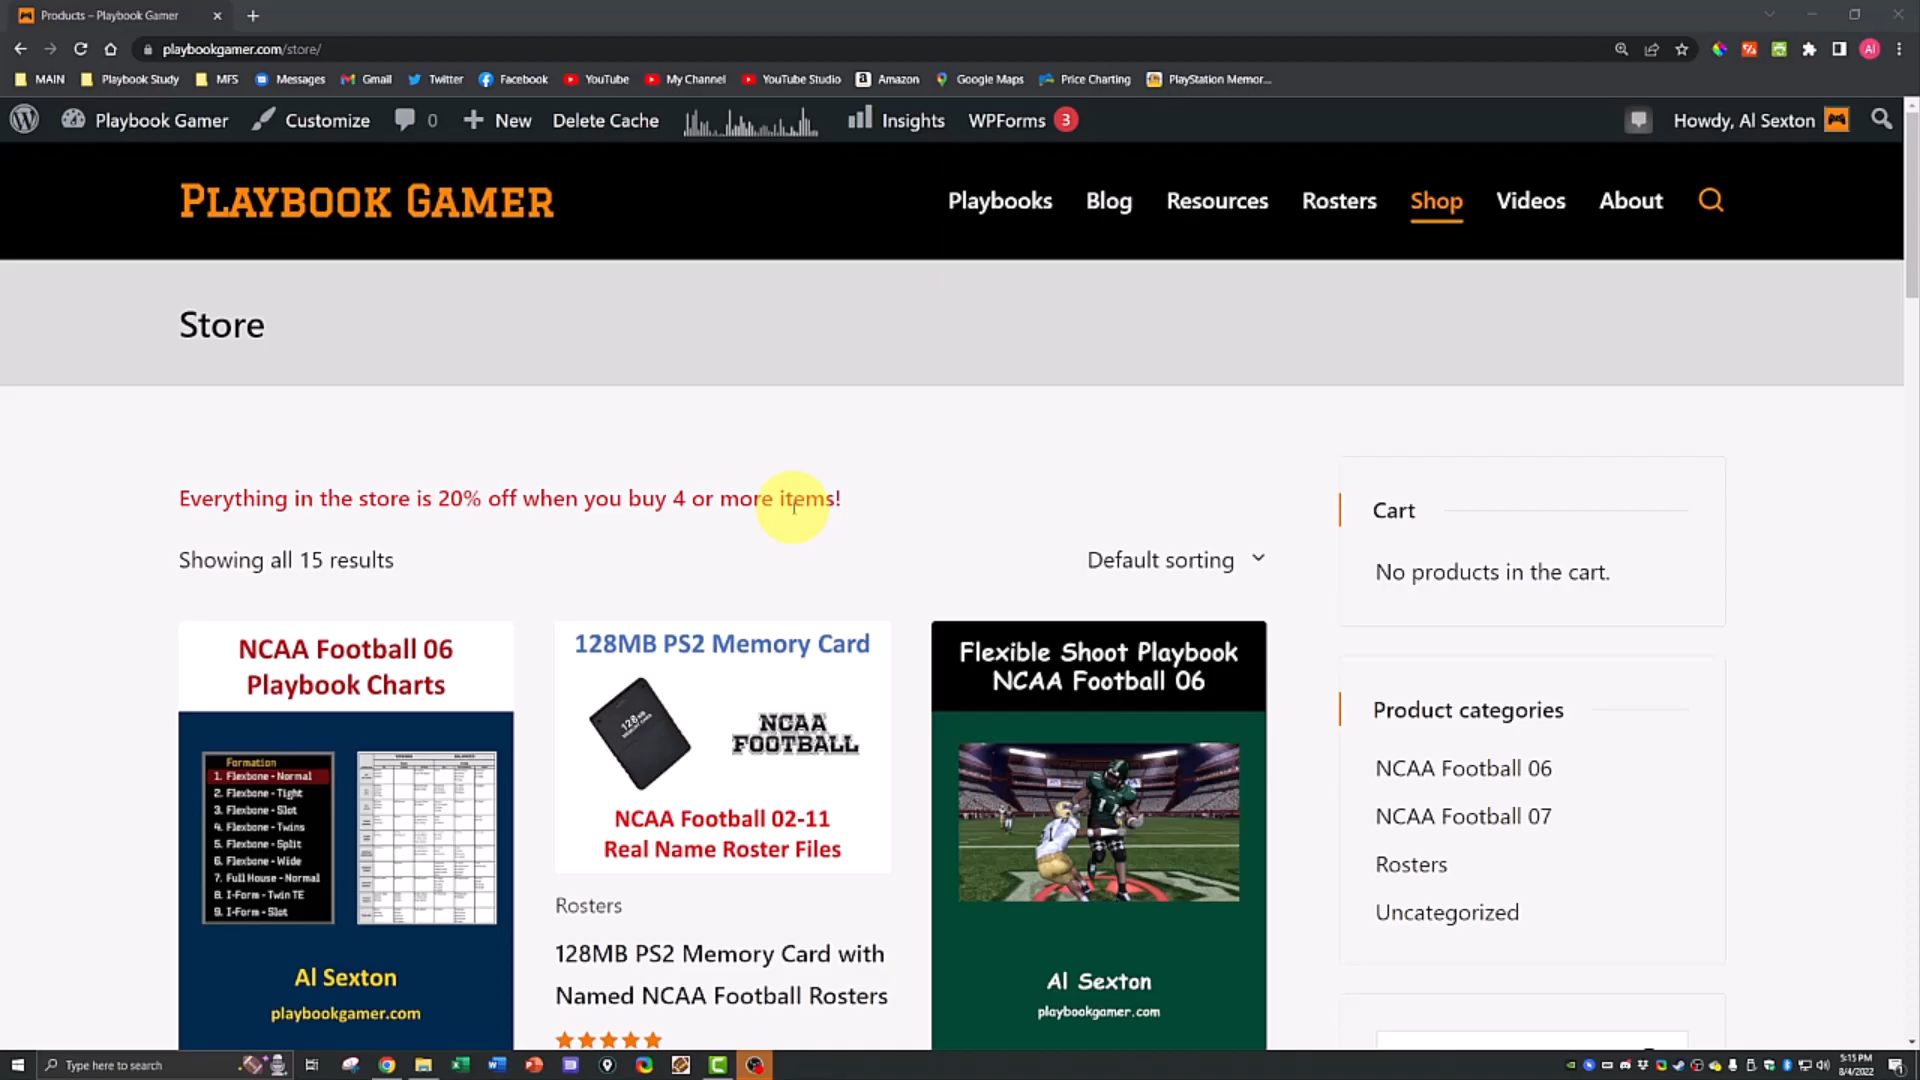 Products – Playbook Gamer
playbookgamer.com/store/
MAIN
Playbook Study
MFS
Messages
Gmail
Twitter
Facebook
YouTube
My Channel
YouTube Studio
Amazon
Google Maps
Price Charting
PlayStation Memor...
Playbook Gamer
Customize
0
New
Delete Cache
Insights
WPForms 3
Howdy, Al Sexton
PLAYBOOK GAMER
Playbooks
Blog
Resources
Rosters
Shop
Videos
About
Store
Everything in the store is 20% off when you buy 4 or more items!
Showing all 15 results
Default sorting
NCAA Football 06
Playbook Charts
Formation
1. Flexbone - Normal
2. Flexbone - Tight
3. Flexbone - Slot
4. Flexbone - Twins
5. Flexbone - Split
6. Flexbone - Wide
7. Full House - Normal
8. I-Form - Twin TE
9. I-Form - Slot
Al Sexton
playbookgamer.com
128MB PS2 Memory Card
NCAA
FOOTBALL
NCAA Football 02-11
Real Name Roster Files
Rosters
128MB PS2 Memory Card with
Named NCAA Football Rosters
Flexible Shoot Playbook
NCAA Football 06
Al Sexton
playbookgamer.com
Cart
No products in the cart.
Product categories
NCAA Football 06
NCAA Football 07
Rosters
Uncategorized
Type here to search
5:15 PM
8/4/2022